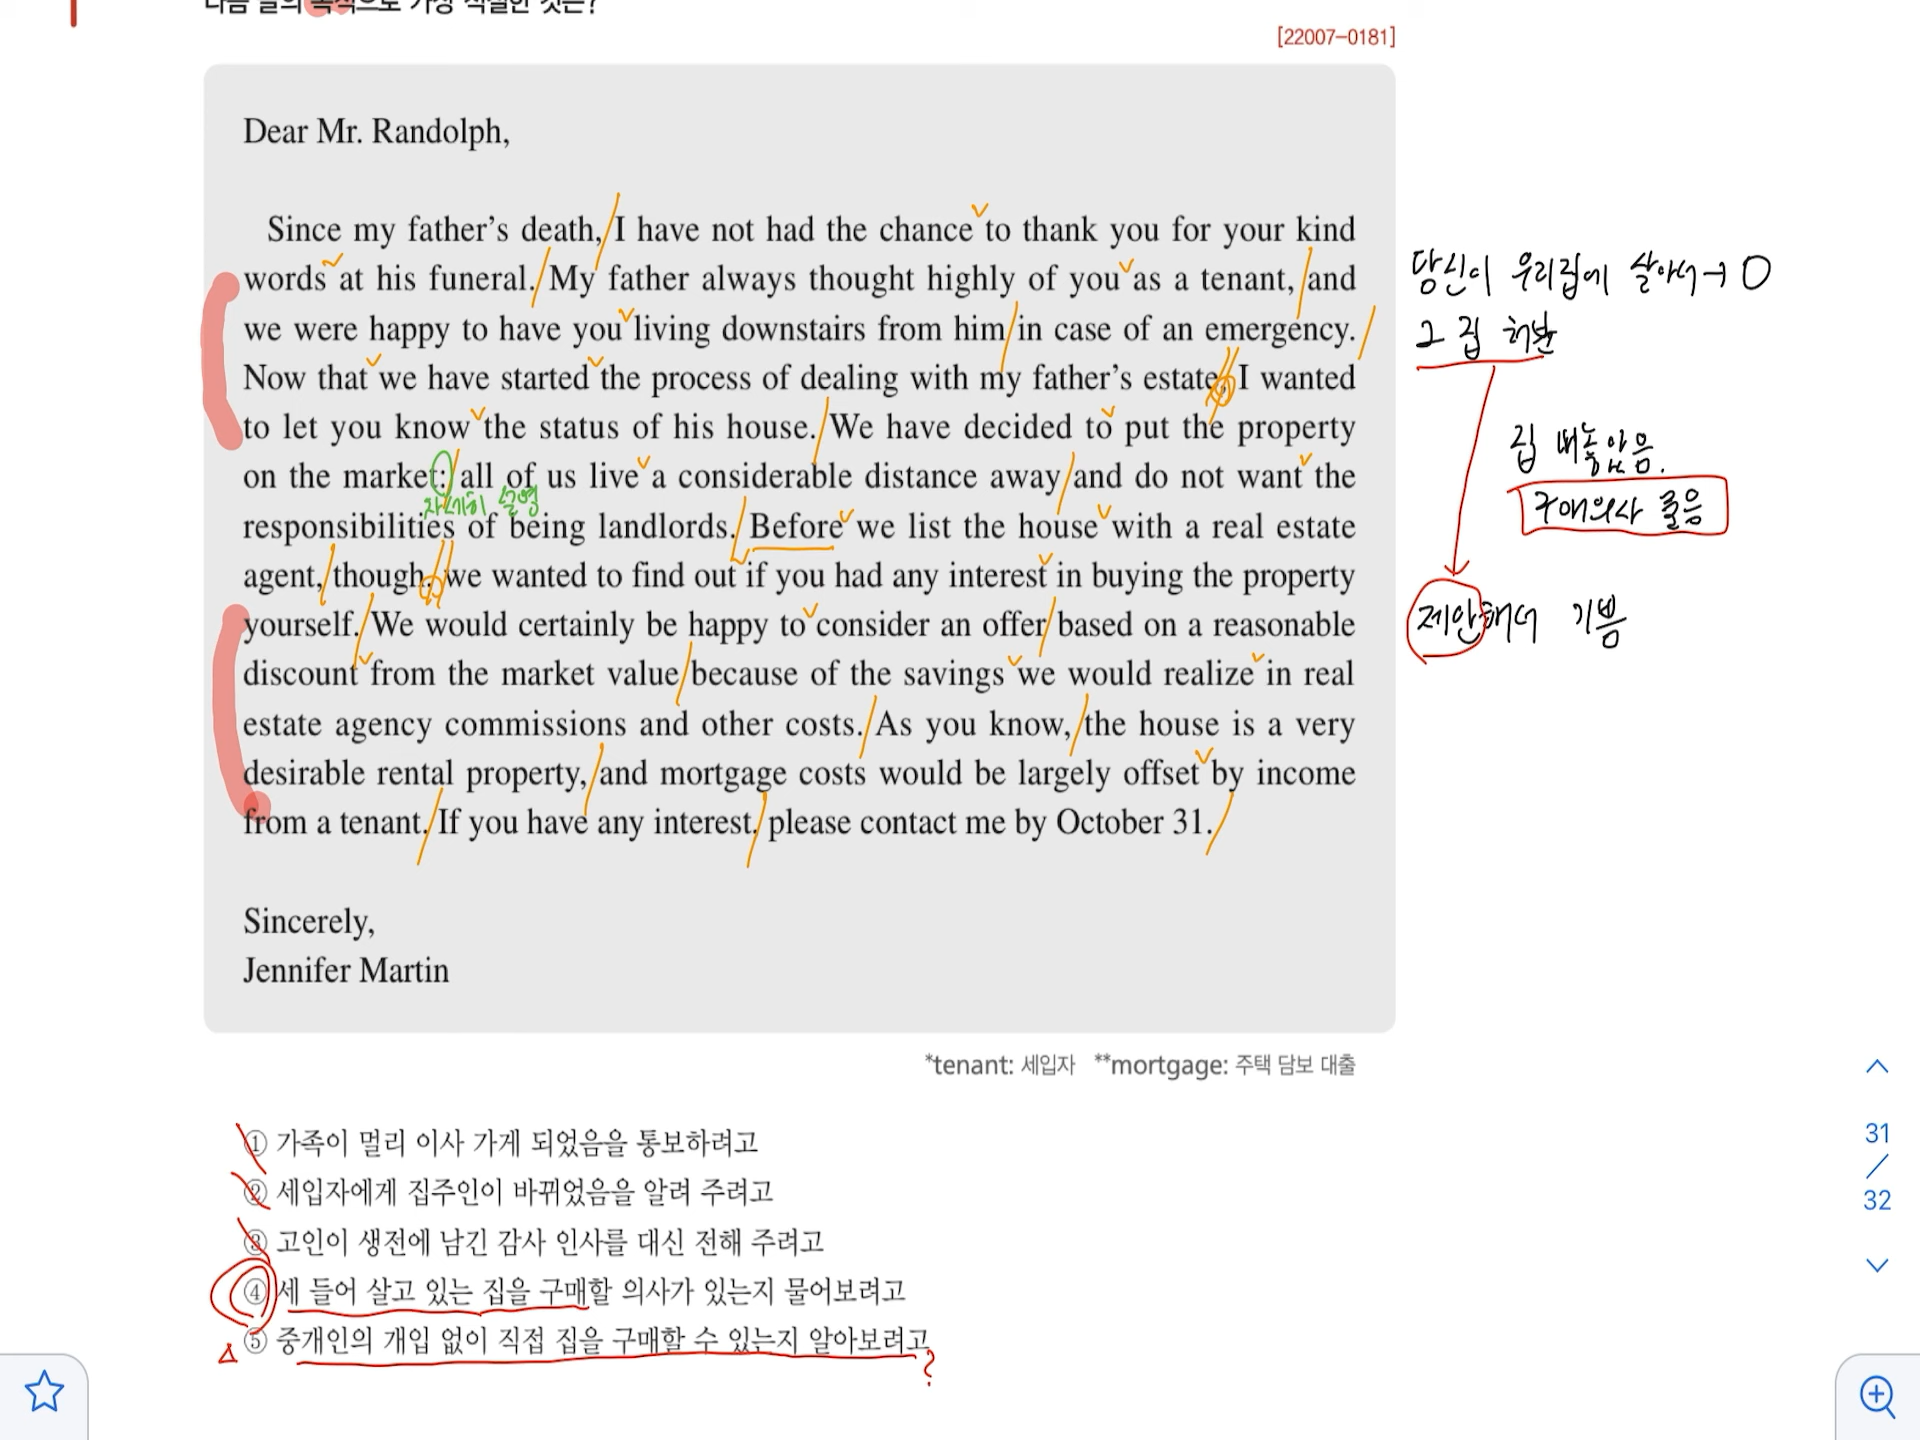 다음 글의 목적으로 가장 적절한 것은?
[22007-0181]
Dear Mr. Randolph,
Since my father's death, I have not had the chance to thank you for your kind
words at his funeral. My father always thought highly of you as a tenant, and
we were happy to have you living downstairs from him in case of an emergency.
Now that we have started the process of dealing with my father's estate, I wanted
to let you know the status of his house. We have decided to put the property
on the market: all of us live a considerable distance away and do not want the
자세히 설명
responsibilities of being landlords. Before we list the house with a real estate
agent, though, we wanted to find out if you had any interest in buying the property
yourself. We would certainly be happy to consider an offer based on a reasonable
discount from the market value because of the savings we would realize in real
estate agency commissions and other costs. As you know, the house is a very
desirable rental property, and mortgage costs would be largely offset by income
from a tenant. If you have any interest, please contact me by October 31.
Sincerely,
Jennifer Martin
당신이 우리집에 살아서 → O
그 집 처분
집 내놓았음.
구매의사 물음
제안해서 기쁨
*tenant: 세입자 **mortgage: 주택 담보 대출
① 가족이 멀리 이사 가게 되었음을 통보하려고
② 세입자에게 집주인이 바뀌었음을 알려 주려고
③ 고인이 생전에 남긴 감사 인사를 대신 전해 주려고
④ 세 들어 살고 있는 집을 구매할 의사가 있는지 물어보려고
⑤ 중개인의 개입 없이 직접 집을 구매할 수 있는지 알아보려고
?
31
/
32